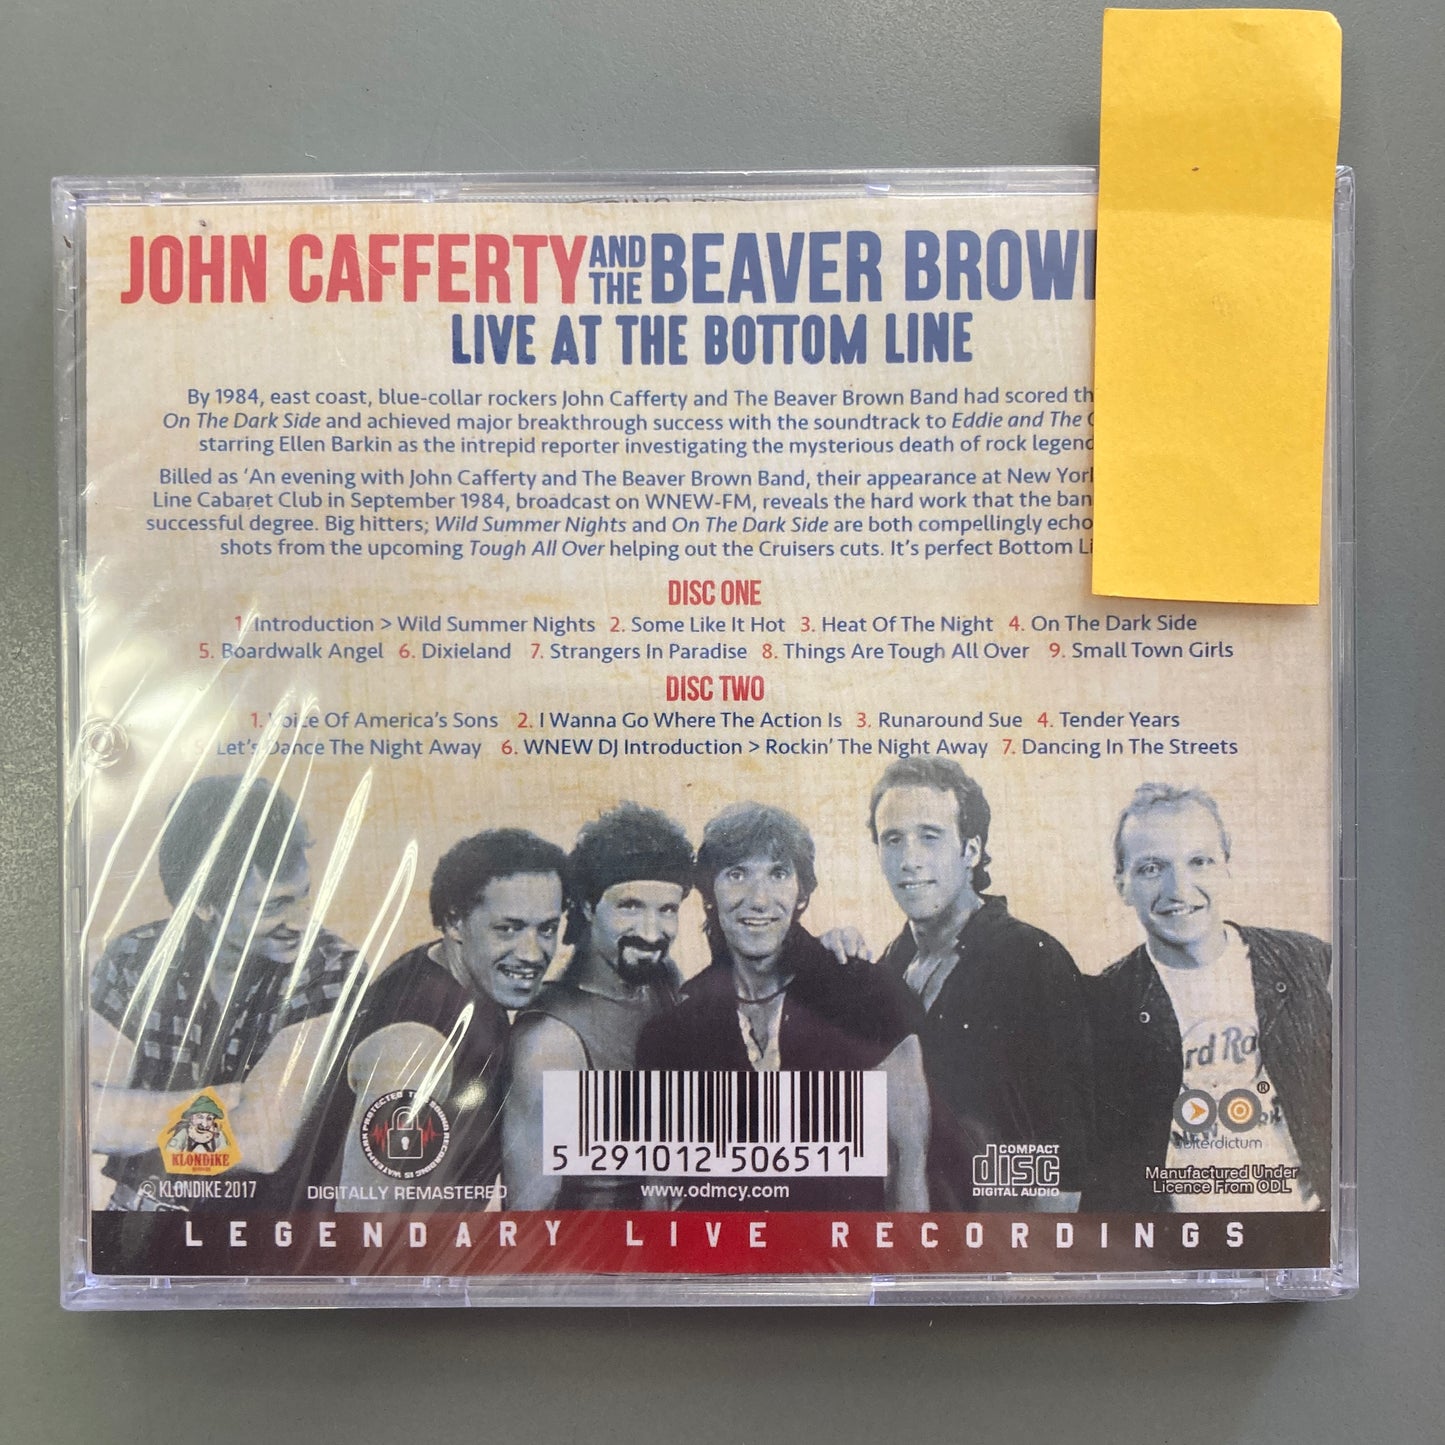 JOHN CAFFERTY AND THE BEAVER BROWN
LIVE AT THE BOTTOM LINE
By 1984, east coast, blue-collar rockers John Cafferty and The Beaver Brown Band had scored
On The Dark Side and achieved major breakthrough success with the soundtrack to Eddie and The
starring Ellen Barkin as the intrepid reporter investigating the mysterious death of rock legend
Billed as ‘An evening with John Cafferty and The Beaver Brown Band, their appearance at New York
Line Cabaret Club in September 1984, broadcast on WNEW-FM, reveals the hard work that the
successful degree. Big hitters; Wild Summer Nights and On The Dark Side are both compellingly
shots from the upcoming Tough All Over helping out the Cruisers cuts. It’s perfect Bottom
DISC ONE
1. Introduction > Wild Summer Nights 2. Some Like It Hot 3. Heat Of The Night 4. On The Dark Side
5. Boardwalk Angel 6. Dixieland 7. Strangers In Paradise 8. Things Are Tough All Over 9. Small Town Girls
DISC TWO
1. Voice Of America’s Sons 2. I Wanna Go Where The Action Is 3. Runaround Sue 4. Tender Years
5. Let’s Dance The Night Away 6. WNEW DJ Introduction > Rockin’ The Night Away 7. Dancing In The Streets
KLONDIKE
© KLONDIKE 2017
DIGITALLY REMASTERED
5 291012 506511
www.odmcy.com
COMPACT
disc
DIGITAL AUDIO
®
interdictum
Manufactured Under
Licence From ODL
LEGENDARY LIVE RECORDINGS